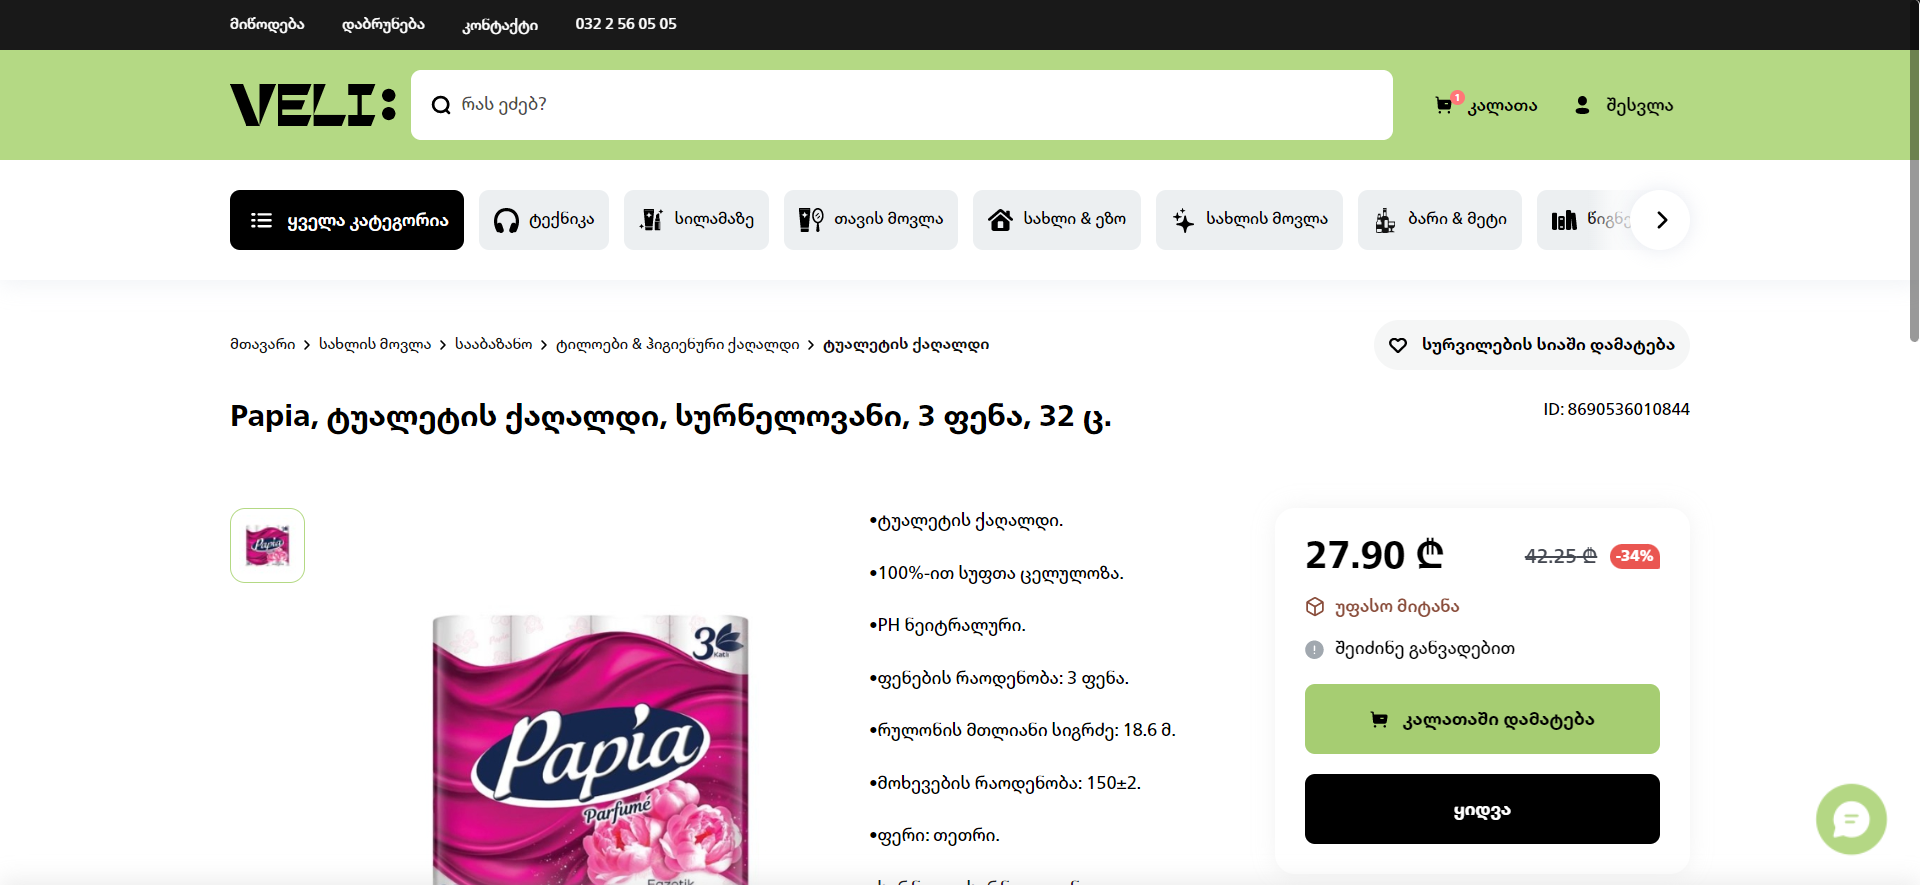 მიწოდება დაბრუნება კონტაქტი 032 2 56 05 05
VELI:
რას ეძებ?
1
კალათა
შესვლა
ყველა კატეგორია
ტექნიკა
სილამაზე
თავის მოვლა
სახლი & ეზო
სახლის მოვლა
ბარი & მეტი
მთავარი > სახლის მოვლა > სააბაზანო > ტილოები & ჰიგიენური ქაღალდი > ტუალეტის ქაღალდი
სურვილების სიაში დამატება
Papia, ტუალეტის ქაღალდი, სურნელოვანი, 3 ფენა, 32 ც.
ID: 8690536010844
•ტუალეტის ქაღალდი.
•100%-ით სუფთა ცელულოზა.
•PH ნეიტრალური.
•ფენების რაოდენობა: 3 ფენა.
•რულონის მთლიანი სიგრძე: 18.6 მ.
•მოხევების რაოდენობა: 150±2.
•ფერი: თეთრი.
Papia
3
Katlı
Papia
Parfumé
Egzotik
27.90 ₾
42.25 ₾
-34%
უფასო მიტანა
შეიძინე განვადებით
კალათაში დამატება
ყიდვა